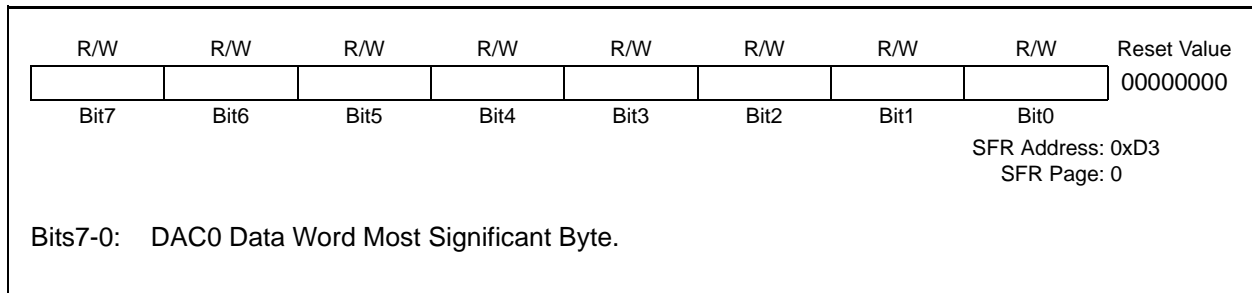 R/W R/W R/W R/W R/W R/W R/W R/W Reset Value
00000000
Bit7 Bit6 Bit5 Bit4 Bit3 Bit2 Bit1 Bit0
SFR Address: 0xD3
SFR Page: 0
Bits7-0: DAC0 Data Word Most Significant Byte.